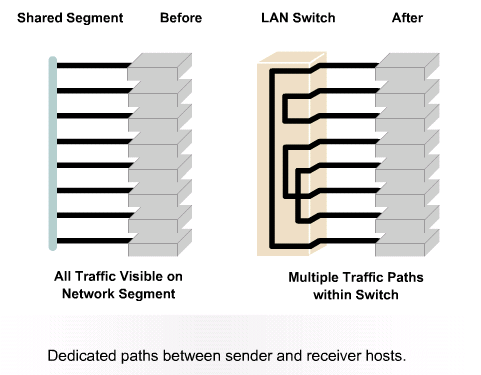 Shared Segment Before LAN Switch After
All Traffic Visible on
Network Segment
Multiple Traffic Paths
within Switch
Dedicated paths between sender and receiver hosts.